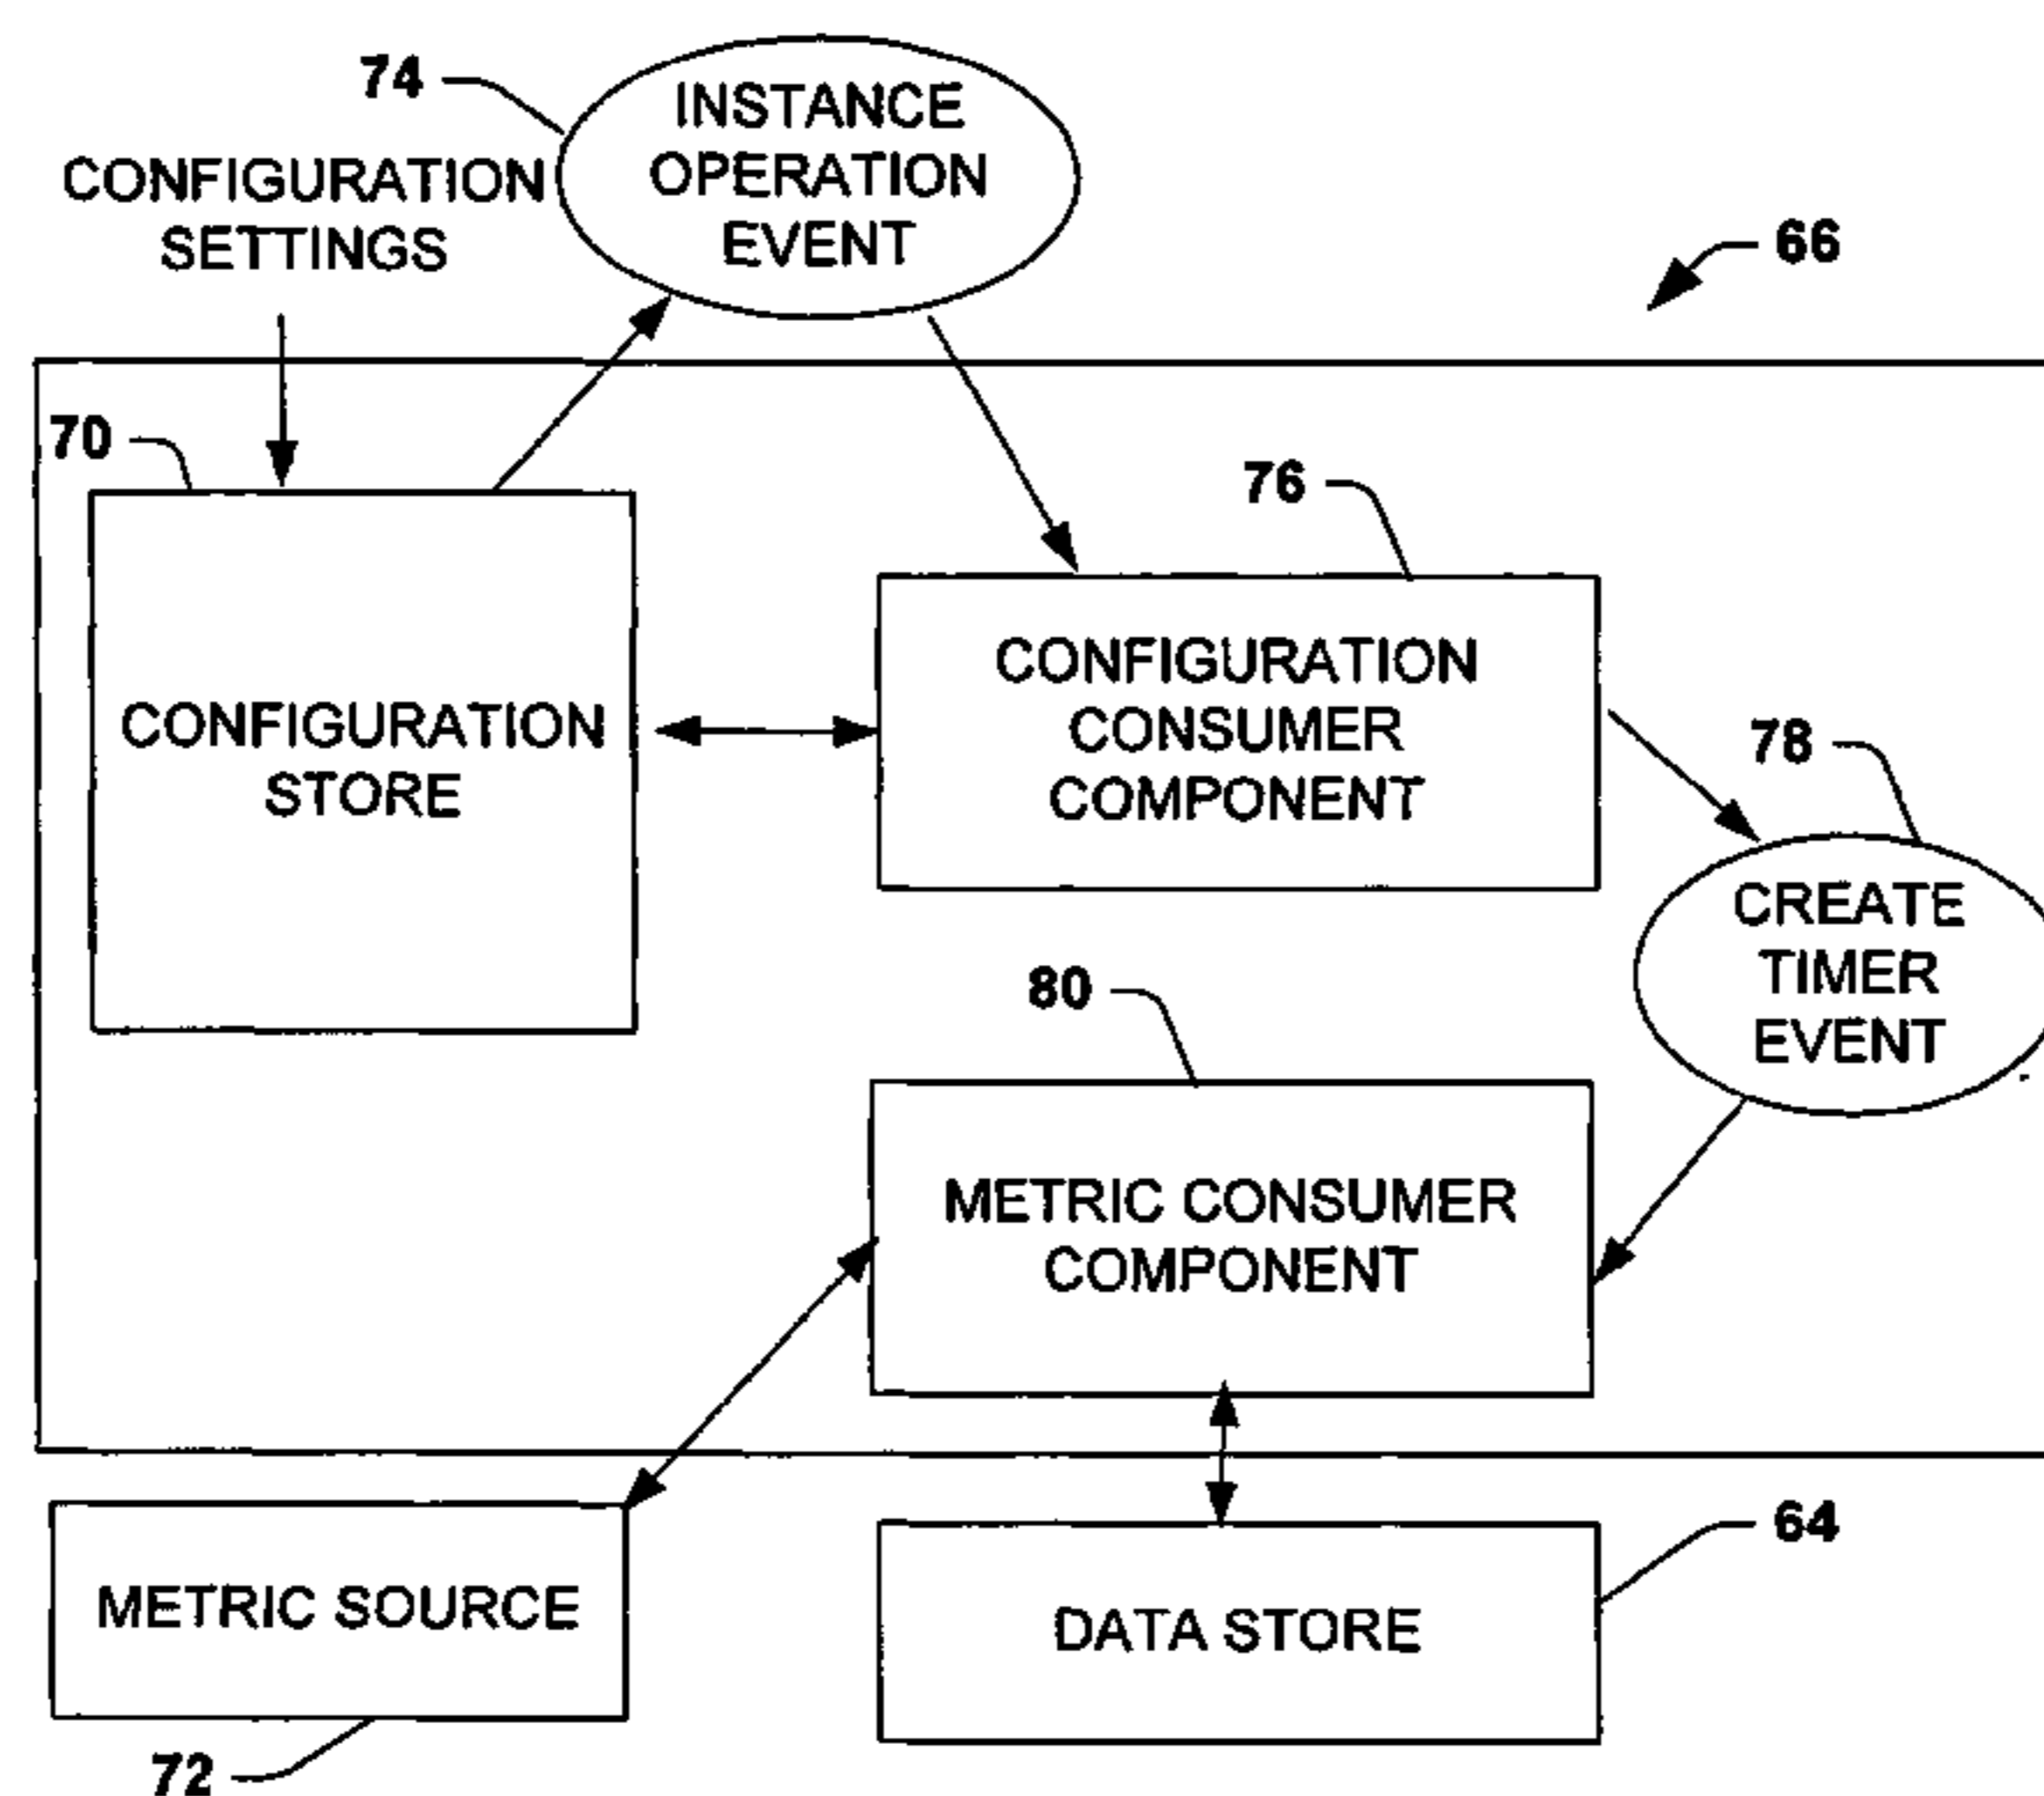 74
INSTANCE
OPERATION
EVENT
CONFIGURATION
SETTINGS
66
70
76
CONFIGURATION
STORE
CONFIGURATION
CONSUMER
COMPONENT
78
CREATE
TIMER
EVENT
80
METRIC CONSUMER
COMPONENT
METRIC SOURCE
DATA STORE
64
72